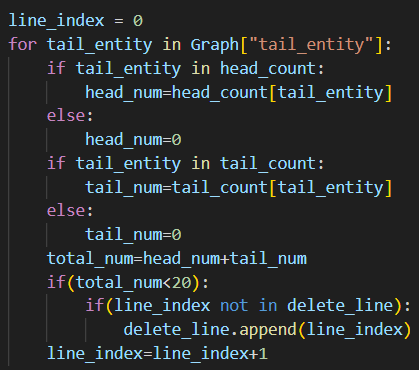 line_index = 0
for tail_entity in Graph["tail_entity"]:
    if tail_entity in head_count:
        head_num=head_count[tail_entity]
    else:
        head_num=0
    if tail_entity in tail_count:
        tail_num=tail_count[tail_entity]
    else:
        tail_num=0
    total_num=head_num+tail_num
    if(total_num<20):
        if(line_index not in delete_line):
            delete_line.append(line_index)
    line_index=line_index+1